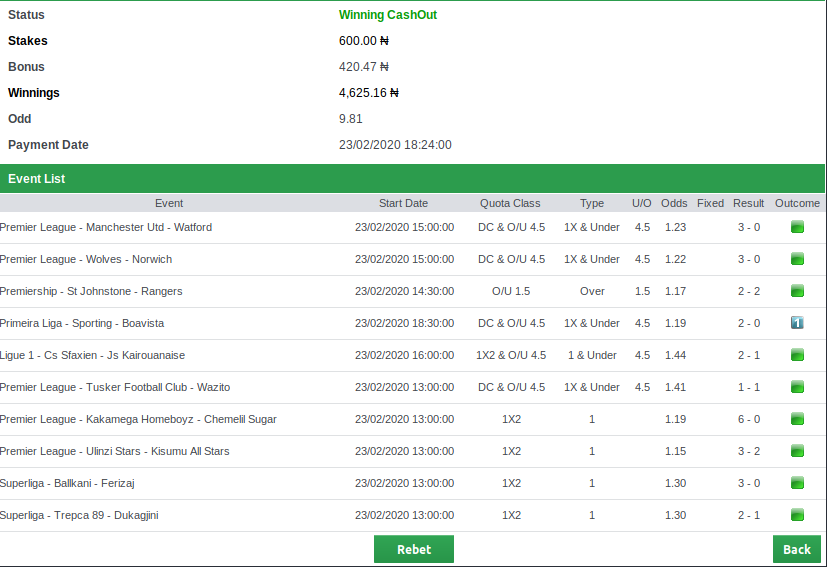 Status Winning CashOut
Stakes 600.00 ₦
Bonus 420.47 ₦
Winnings 4,625.16 ₦
Odd 9.81
Payment Date 23/02/2020 18:24:00
Event List
Event Start Date Quota Class Type U/O Odds Fixed Result Outcome
Premier League - Manchester Utd - Watford 23/02/2020 15:00:00 DC & O/U 4.5 1X & Under 4.5 1.23 3 - 0
Premier League - Wolves - Norwich 23/02/2020 15:00:00 DC & O/U 4.5 1X & Under 4.5 1.22 3 - 0
Premiership - St Johnstone - Rangers 23/02/2020 14:30:00 O/U 1.5 Over 1.5 1.17 2 - 2
Primeira Liga - Sporting - Boavista 23/02/2020 18:30:00 DC & O/U 4.5 1X & Under 4.5 1.19 2 - 0 1
Ligue 1 - Cs Sfaxien - Js Kairouanaise 23/02/2020 16:00:00 1X2 & O/U 4.5 1 & Under 4.5 1.44 2 - 1
Premier League - Tusker Football Club - Wazito 23/02/2020 13:00:00 DC & O/U 4.5 1X & Under 4.5 1.41 1 - 1
Premier League - Kakamega Homeboyz - Chemelil Sugar 23/02/2020 13:00:00 1X2 1 1.19 6 - 0
Premier League - Ulinzi Stars - Kisumu All Stars 23/02/2020 13:00:00 1X2 1 1.15 3 - 2
Superliga - Ballkani - Ferizaj 23/02/2020 13:00:00 1X2 1 1.30 3 - 0
Superliga - Trepca 89 - Dukagjini 23/02/2020 13:00:00 1X2 1 1.30 2 - 1
Rebet Back